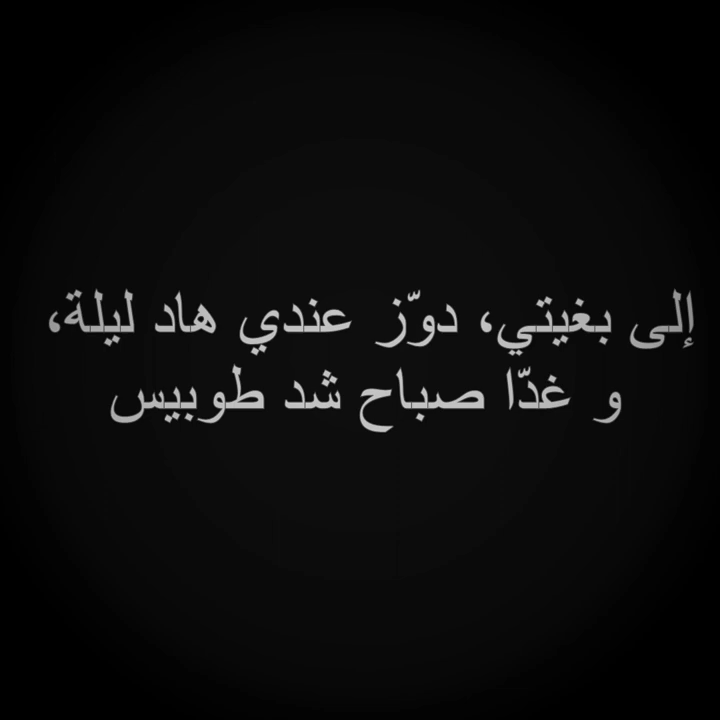 إلى بغيتي، دوّز عندي هاد ليلة،
و غدّا صباح شد طوبيس